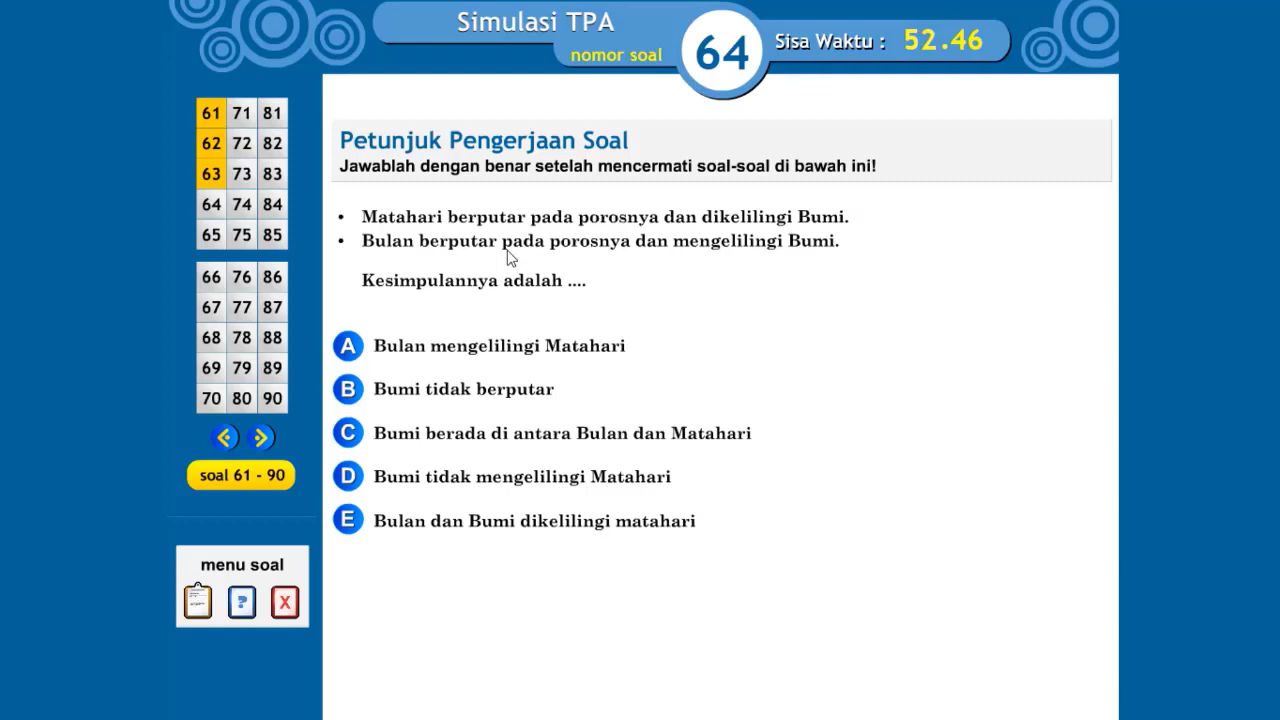 Simulasi TPA
nomor soal
64
Sisa Waktu : 52.46
61 71 81
62 72 82
63 73 83
64 74 84
65 75 85
66 76 86
67 77 87
68 78 88
69 79 89
70 80 90
soal 61 - 90
menu soal
?
X
Petunjuk Pengerjaan Soal
Jawablah dengan benar setelah mencermati soal-soal di bawah ini!
• Matahari berputar pada porosnya dan dikelilingi Bumi.
• Bulan berputar pada porosnya dan mengelilingi Bumi.
Kesimpulannya adalah ....
A Bulan mengelilingi Matahari
B Bumi tidak berputar
C Bumi berada di antara Bulan dan Matahari
D Bumi tidak mengelilingi Matahari
E Bulan dan Bumi dikelilingi matahari